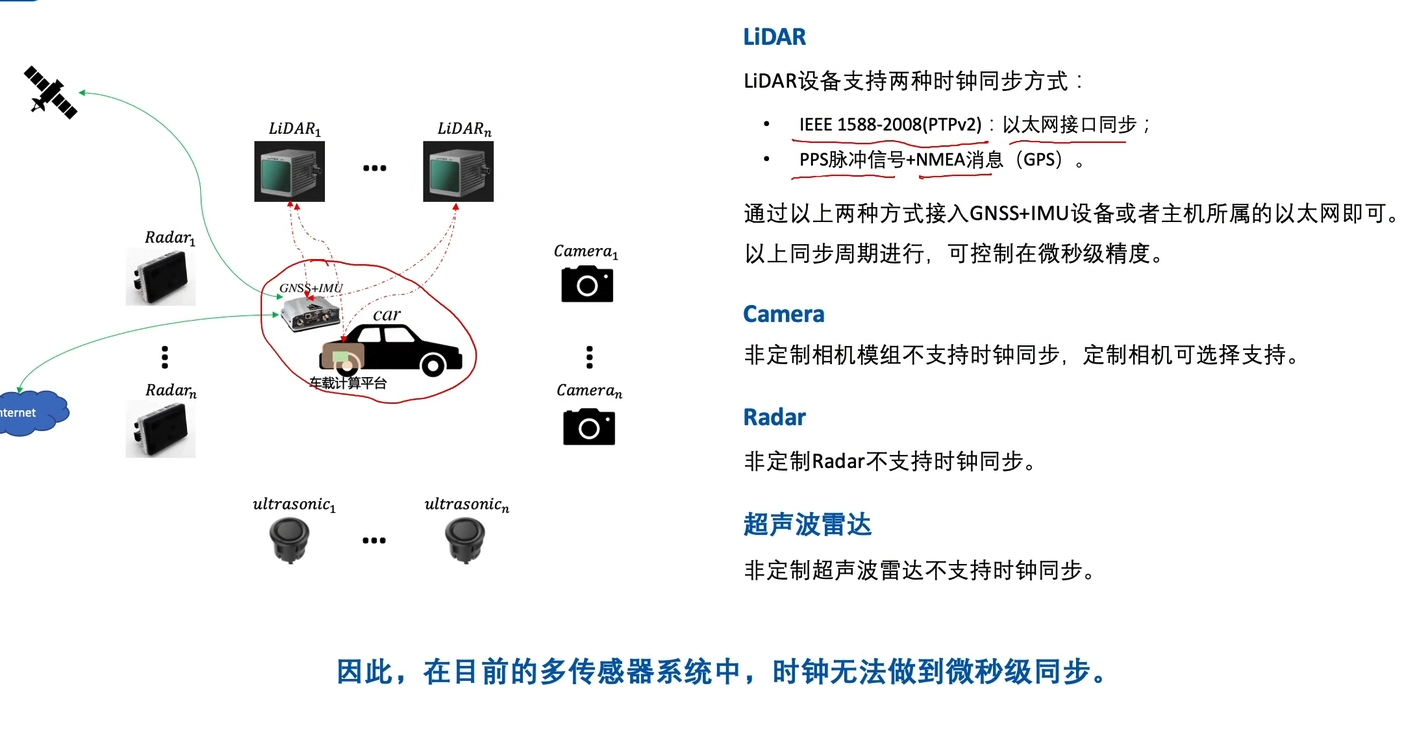 LiDAR₁
LiDARₙ
Radar₁
GNSS+IMU
car
Camera₁
车载计算平台
Radarₙ
Cameraₙ
nternet
ultrasonic₁
ultrasonicₙ
LiDAR
LiDAR设备支持两种时钟同步方式：
• IEEE 1588-2008(PTPv2)：以太网接口同步；
• PPS脉冲信号+NMEA消息（GPS）。
通过以上两种方式接入GNSS+IMU设备或者主机所属的以太网即可。
以上同步周期进行，可控制在微秒级精度。
Camera
非定制相机模组不支持时钟同步，定制相机可选择支持。
Radar
非定制Radar不支持时钟同步。
超声波雷达
非定制超声波雷达不支持时钟同步。
因此，在目前的多传感器系统中，时钟无法做到微秒级同步。